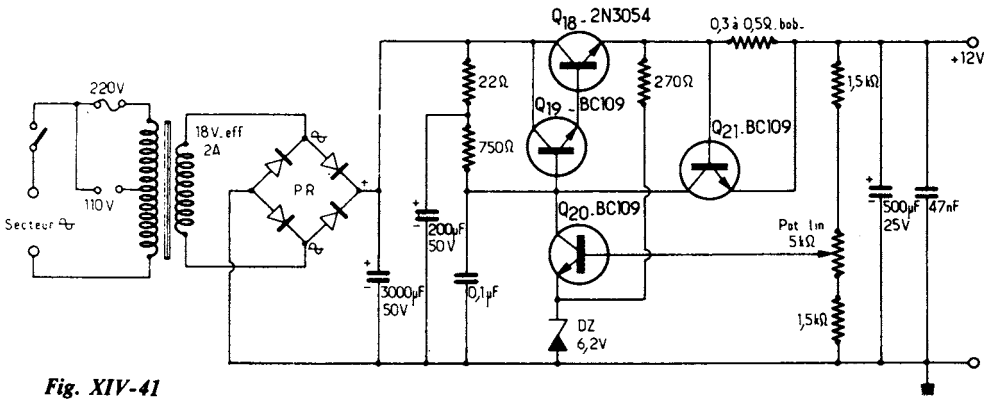 Q18 - 2N3054
0,3 à 0,5Ω. bob.
+12V
220V
22Ω
270Ω
1,5kΩ
Q19 - BC109
18V. eff
2A
750Ω
Q21. BC109
PR
110V
Secteur
+
200µF
50V
Q20. BC109
Pot lin
5kΩ
+
500µF
25V
47nF
+
3000µF
50V
0,1µF
DZ
6,2V
1,5kΩ
Fig. XIV-41